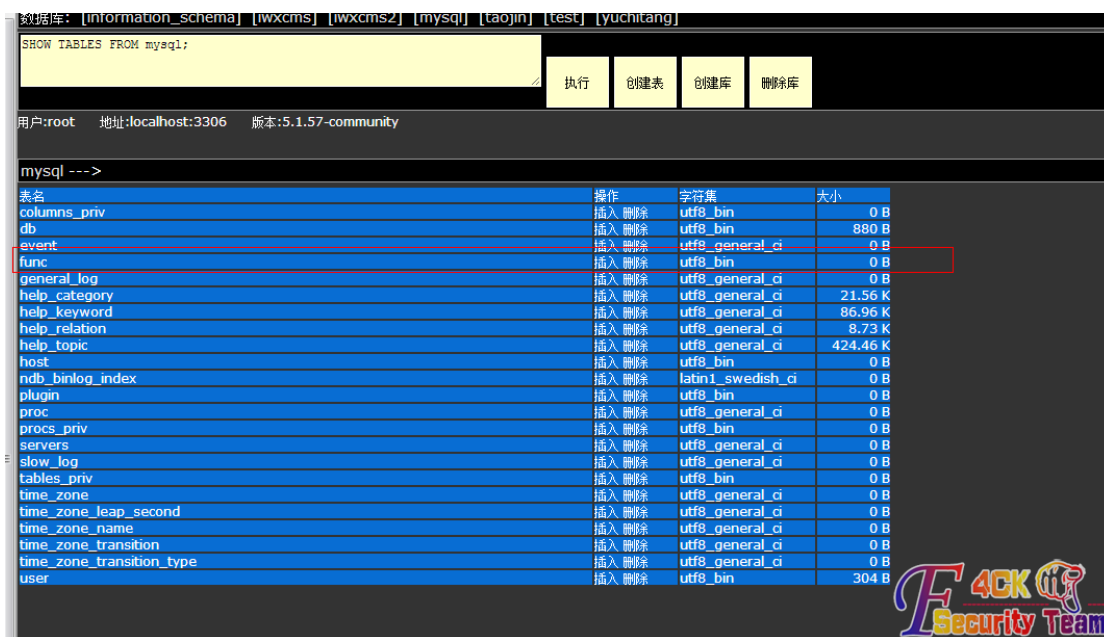 数据库: [information_schema] [iwxcms] [iwxcms2] [mysql] [taojin] [test] [yuchitang]
SHOW TABLES FROM mysql;
执行 创建表 创建库 删除库
用户:root 地址:localhost:3306 版本:5.1.57-community
mysql --->
表名 操作 字符集 大小
columns_priv 插入 删除 utf8_bin 0 B
db 插入 删除 utf8_bin 880 B
event 插入 删除 utf8_general_ci 0 B
func 插入 删除 utf8_bin 0 B
general_log 插入 删除 utf8_general_ci 0 B
help_category 插入 删除 utf8_general_ci 21.56 K
help_keyword 插入 删除 utf8_general_ci 86.96 K
help_relation 插入 删除 utf8_general_ci 8.73 K
help_topic 插入 删除 utf8_general_ci 424.46 K
host 插入 删除 utf8_bin 0 B
ndb_binlog_index 插入 删除 latin1_swedish_ci 0 B
plugin 插入 删除 utf8_bin 0 B
proc 插入 删除 utf8_general_ci 0 B
procs_priv 插入 删除 utf8_bin 0 B
servers 插入 删除 utf8_general_ci 0 B
slow_log 插入 删除 utf8_general_ci 0 B
tables_priv 插入 删除 utf8_bin 0 B
time_zone 插入 删除 utf8_general_ci 0 B
time_zone_leap_second 插入 删除 utf8_general_ci 0 B
time_zone_name 插入 删除 utf8_general_ci 0 B
time_zone_transition 插入 删除 utf8_general_ci 0 B
time_zone_transition_type 插入 删除 utf8_general_ci 0 B
user 插入 删除 utf8_bin 304 B
F4CK
Security Team